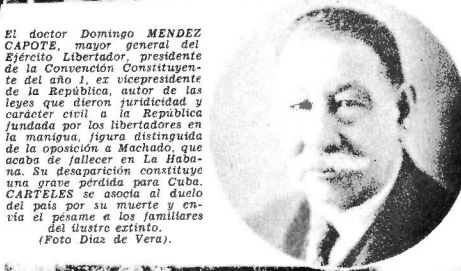 El doctor Domingo MENDEZ
CAPOTE, mayor general del
Ejército Libertador, presidente
de la Convención Constituyen-
te del año 1, ex vicepresidente
de la República, autor de las
leyes que dieron juridicidad y
carácter civil a la República
fundada por los libertadores en
la manigua, figura distinguida
de la oposición a Machado, que
acaba de fallecer en La Haba-
na. Su desaparición constituye
una grave pérdida para Cuba.
CARTELES se asocia al duelo
del país por su muerte y en-
vía el pésame a los familiares
del ilustre extinto.
(Foto Díaz de Vera).